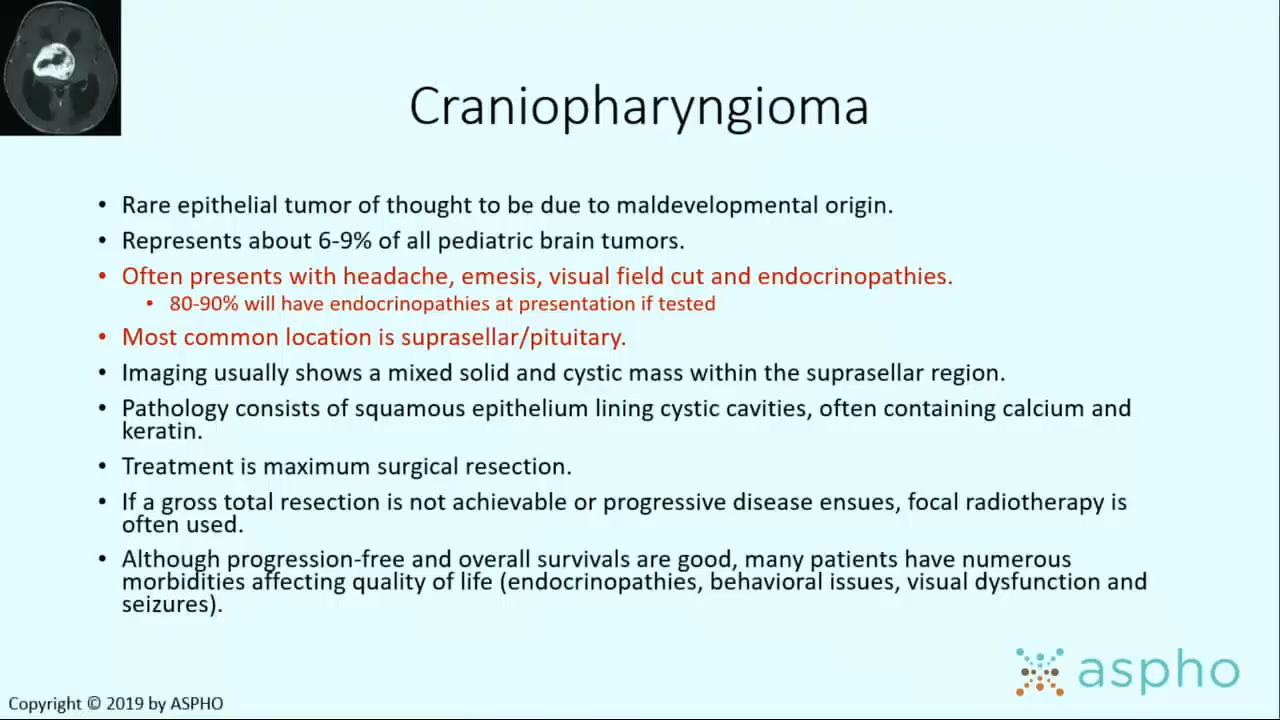 Craniopharyngioma
• Rare epithelial tumor of thought to be due to maldevelopmental origin.
• Represents about 6-9% of all pediatric brain tumors.
• Often presents with headache, emesis, visual field cut and endocrinopathies.
• 80-90% will have endocrinopathies at presentation if tested
• Most common location is suprasellar/pituitary.
• Imaging usually shows a mixed solid and cystic mass within the suprasellar region.
• Pathology consists of squamous epithelium lining cystic cavities, often containing calcium and
keratin.
• Treatment is maximum surgical resection.
• If a gross total resection is not achievable or progressive disease ensues, focal radiotherapy is
often used.
• Although progression-free and overall survivals are good, many patients have numerous
morbidities affecting quality of life (endocrinopathies, behavioral issues, visual dysfunction and
seizures).
aspho
Copyright © 2019 by ASPHO